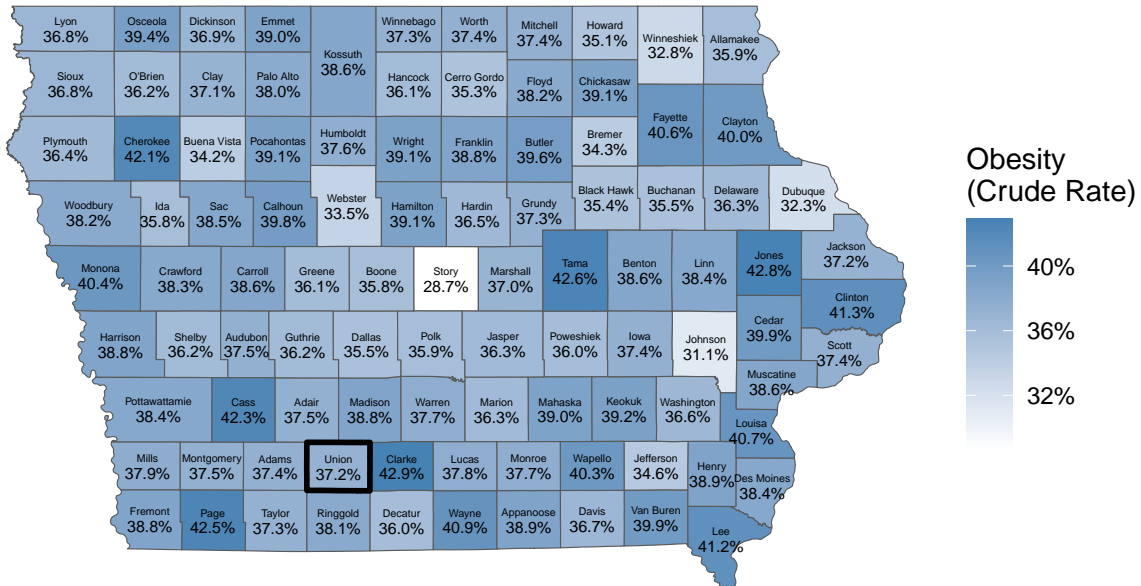 Lyon
36.8%
Osceola
39.4%
Dickinson
36.9%
Emmet
39.0%
Kossuth
38.6%
Winnebago
37.3%
Worth
37.4%
Mitchell
37.4%
Howard
35.1%
Winneshiek
32.8%
Allamakee
35.9%
Sioux
36.8%
O'Brien
36.2%
Clay
37.1%
Palo Alto
38.0%
Hancock
36.1%
Cerro Gordo
35.3%
Floyd
38.2%
Chickasaw
39.1%
Fayette
40.6%
Clayton
40.0%
Plymouth
36.4%
Cherokee
42.1%
Buena Vista
34.2%
Pocahontas
39.1%
Humboldt
37.6%
Wright
39.1%
Franklin
38.8%
Butler
39.6%
Bremer
34.3%
Woodbury
38.2%
Ida
35.8%
Sac
38.5%
Calhoun
39.8%
Webster
33.5%
Hamilton
39.1%
Hardin
36.5%
Grundy
37.3%
Black Hawk
35.4%
Buchanan
35.5%
Delaware
36.3%
Dubuque
32.3%
Monona
40.4%
Crawford
38.3%
Carroll
38.6%
Greene
36.1%
Boone
35.8%
Story
28.7%
Marshall
37.0%
Tama
42.6%
Benton
38.6%
Linn
38.4%
Jones
42.8%
Jackson
37.2%
Clinton
41.3%
Harrison
38.8%
Shelby
36.2%
Audubon
37.5%
Guthrie
36.2%
Dallas
35.5%
Polk
35.9%
Jasper
36.3%
Poweshiek
36.0%
Iowa
37.4%
Johnson
31.1%
Cedar
39.9%
Scott
37.4%
Muscatine
38.6%
Pottawattamie
38.4%
Cass
42.3%
Adair
37.5%
Madison
38.8%
Warren
37.7%
Marion
36.3%
Mahaska
39.0%
Keokuk
39.2%
Washington
36.6%
Louisa
40.7%
Mills
37.9%
Montgomery
37.5%
Adams
37.4%
Union
37.2%
Clarke
42.9%
Lucas
37.8%
Monroe
37.7%
Wapello
40.3%
Jefferson
34.6%
Henry
38.9%
Des Moines
38.4%
Fremont
38.8%
Page
42.5%
Taylor
37.3%
Ringgold
38.1%
Decatur
36.0%
Wayne
40.9%
Appanoose
38.9%
Davis
36.7%
Van Buren
39.9%
Lee
41.2%
Obesity
(Crude Rate)
40%
36%
32%